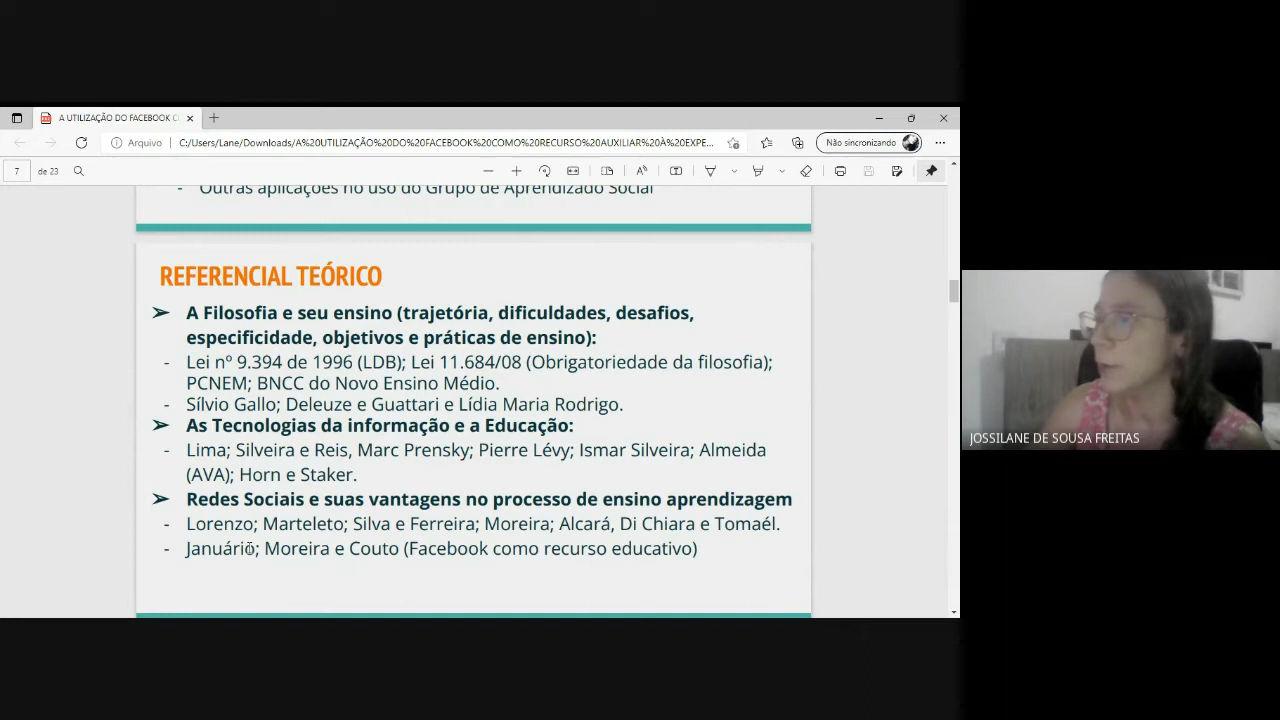 A UTILIZAÇÃO DO FACEBOOK C
Arquivo
C:/Users/Lane/Downloads/A%20UTILIZAÇÃO%20DO%20FACEBOOK%20COMO%20RECURSO%20AUXILIAR%20À%20EXPE...
Não sincronizando
7 de 23
- Outras aplicações no uso do Grupo de Aprendizado Social
REFERENCIAL TEÓRICO
➤ A Filosofia e seu ensino (trajetória, dificuldades, desafios,
especificidade, objetivos e práticas de ensino):
- Lei nº 9.394 de 1996 (LDB); Lei 11.684/08 (Obrigatoriedade da filosofia);
PCNEM; BNCC do Novo Ensino Médio.
- Sílvio Gallo; Deleuze e Guattari e Lídia Maria Rodrigo.
➤ As Tecnologias da informação e a Educação:
- Lima; Silveira e Reis, Marc Prensky; Pierre Lévy; Ismar Silveira; Almeida
(AVA); Horn e Staker.
➤ Redes Sociais e suas vantagens no processo de ensino aprendizagem
- Lorenzo; Marteleto; Silva e Ferreira; Moreira; Alcará, Di Chiara e Tomaél.
- Januário; Moreira e Couto (Facebook como recurso educativo)
JOSSILANE DE SOUSA FREITAS